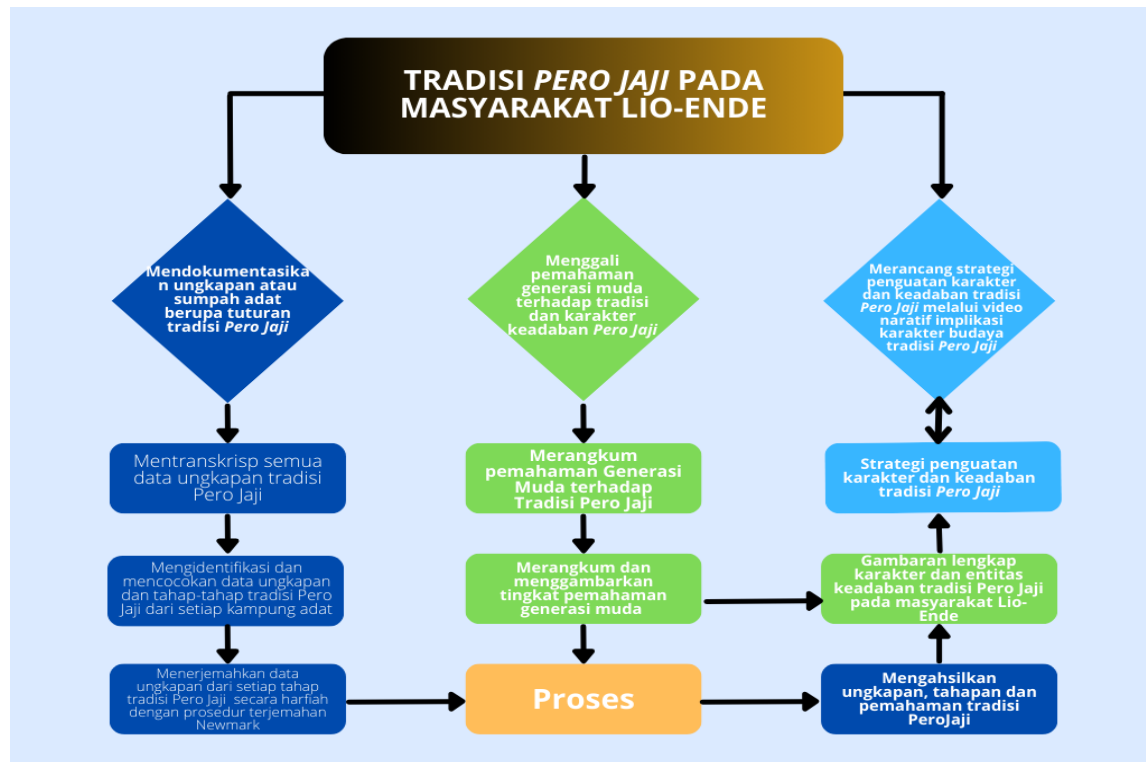 TRADISI PERO JAJI PADA
MASYARAKAT LIO-ENDE
Mendokumentasika
n ungkapan atau
sumpah adat
berupa tuturan
tradisi Pero Jaji
Menggali
pemahaman
generasi muda
terhadap tradisi
dan karakter
keadaban Pero Jaji
Merancang strategi
penguatan karakter
dan keadaban tradisi
Pero Jaji melalui video
naratif implikasi
karakter budaya
tradisi Pero Jaji
Mentranskrisp semua
data ungkapan tradisi
Pero Jaji
Merangkum
pemahaman Generasi
Muda terhadap
Tradisi Pero Jaji
Strategi penguatan
karakter dan keadaban
tradisi Pero Jaji
Mengidentifikasi dan
mencocokan data ungkapan
dan tahap-tahap tradisi Pero
Jaji dari setiap kampung adat
Merangkum dan
menggambarkan
tingkat pemahaman
generasi muda
Gambaran lengkap
karakter dan entitas
keadaban tradisi Pero Jaji
pada masyarakat Lio-
Ende
Menerjemahkan data
ungkapan dari setiap tahap
tradisi Pero Jaji secara harfiah
dengan prosedur terjemahan
Newmark
Proses
Mengahsilkan
ungkapan, tahapan dan
pemahaman tradisi
PeroJaji